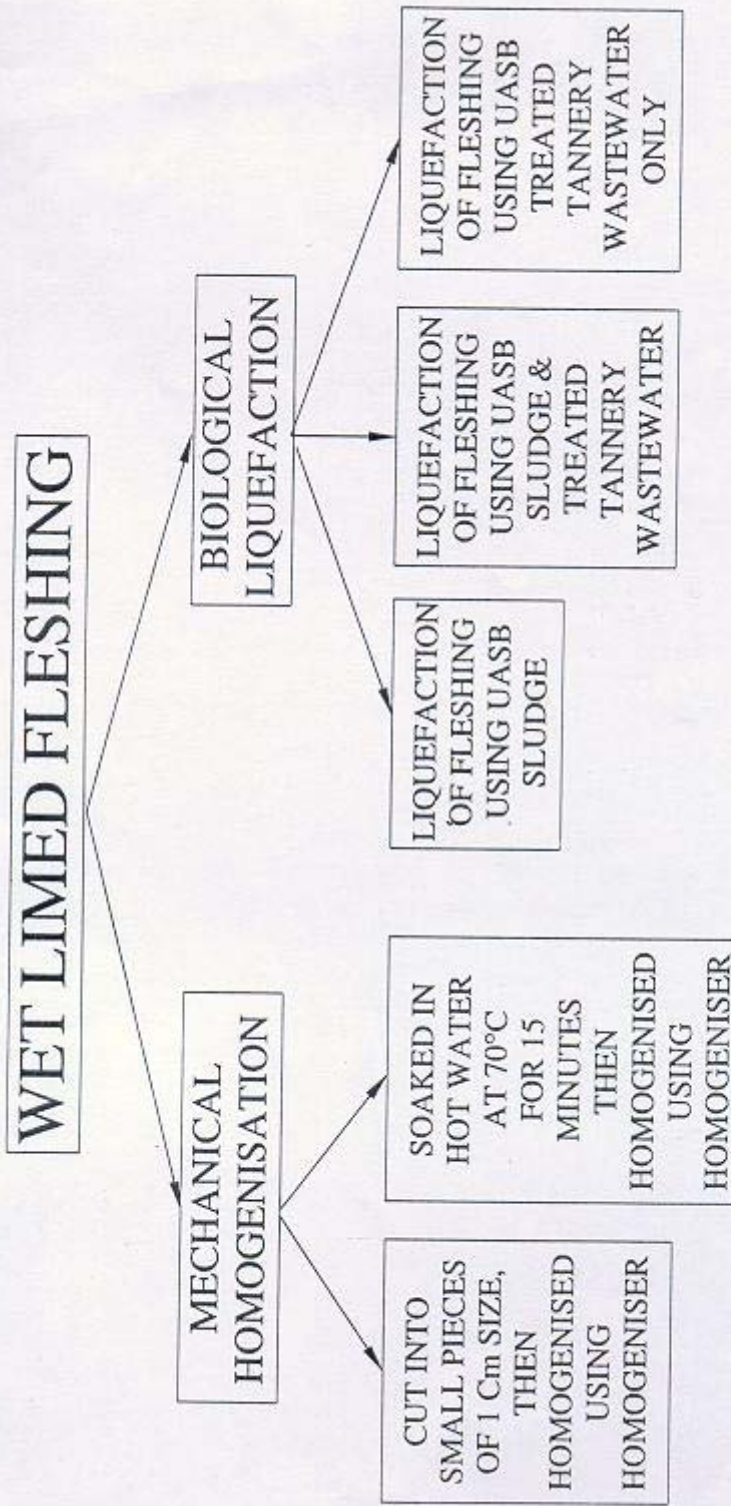 WET LIMED FLESHING
MECHANICAL
HOMOGENISATION
BIOLOGICAL
LIQUEFACTION
CUT INTO
SMALL PIECES
OF 1 Cm SIZE,
THEN
HOMOGENISED
USING
HOMOGENISER
SOAKED IN
HOT WATER
AT 70°C
FOR 15
MINUTES
THEN
HOMOGENISED
USING
HOMOGENISER
LIQUEFACTION
OF FLESHING
USING UASB
SLUDGE
LIQUEFACTION
OF FLESHING
USING UASB
SLUDGE &
TREATED
TANNERY
WASTEWATER
LIQUEFACTION
OF FLESHING
USING UASB
TREATED
TANNERY
WASTEWATER
ONLY